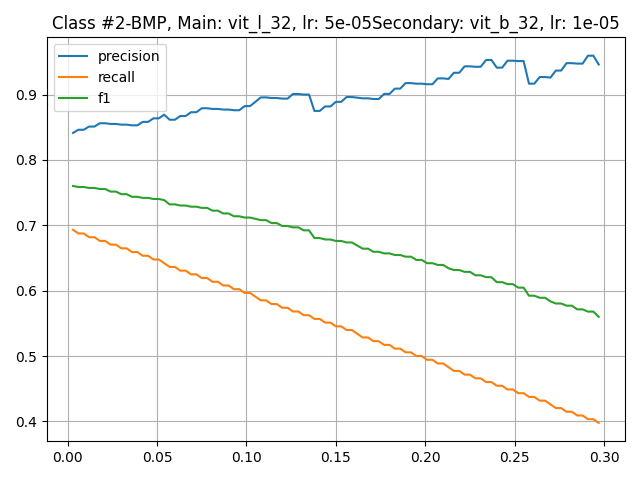 Class #2-BMP, Main: vit_l_32, lr: 5e-05Secondary: vit_b_32, lr: 1e-05
precision
recall
f1
0.9
0.8
0.7
0.6
0.5
0.4
0.00 0.05 0.10 0.15 0.20 0.25 0.30